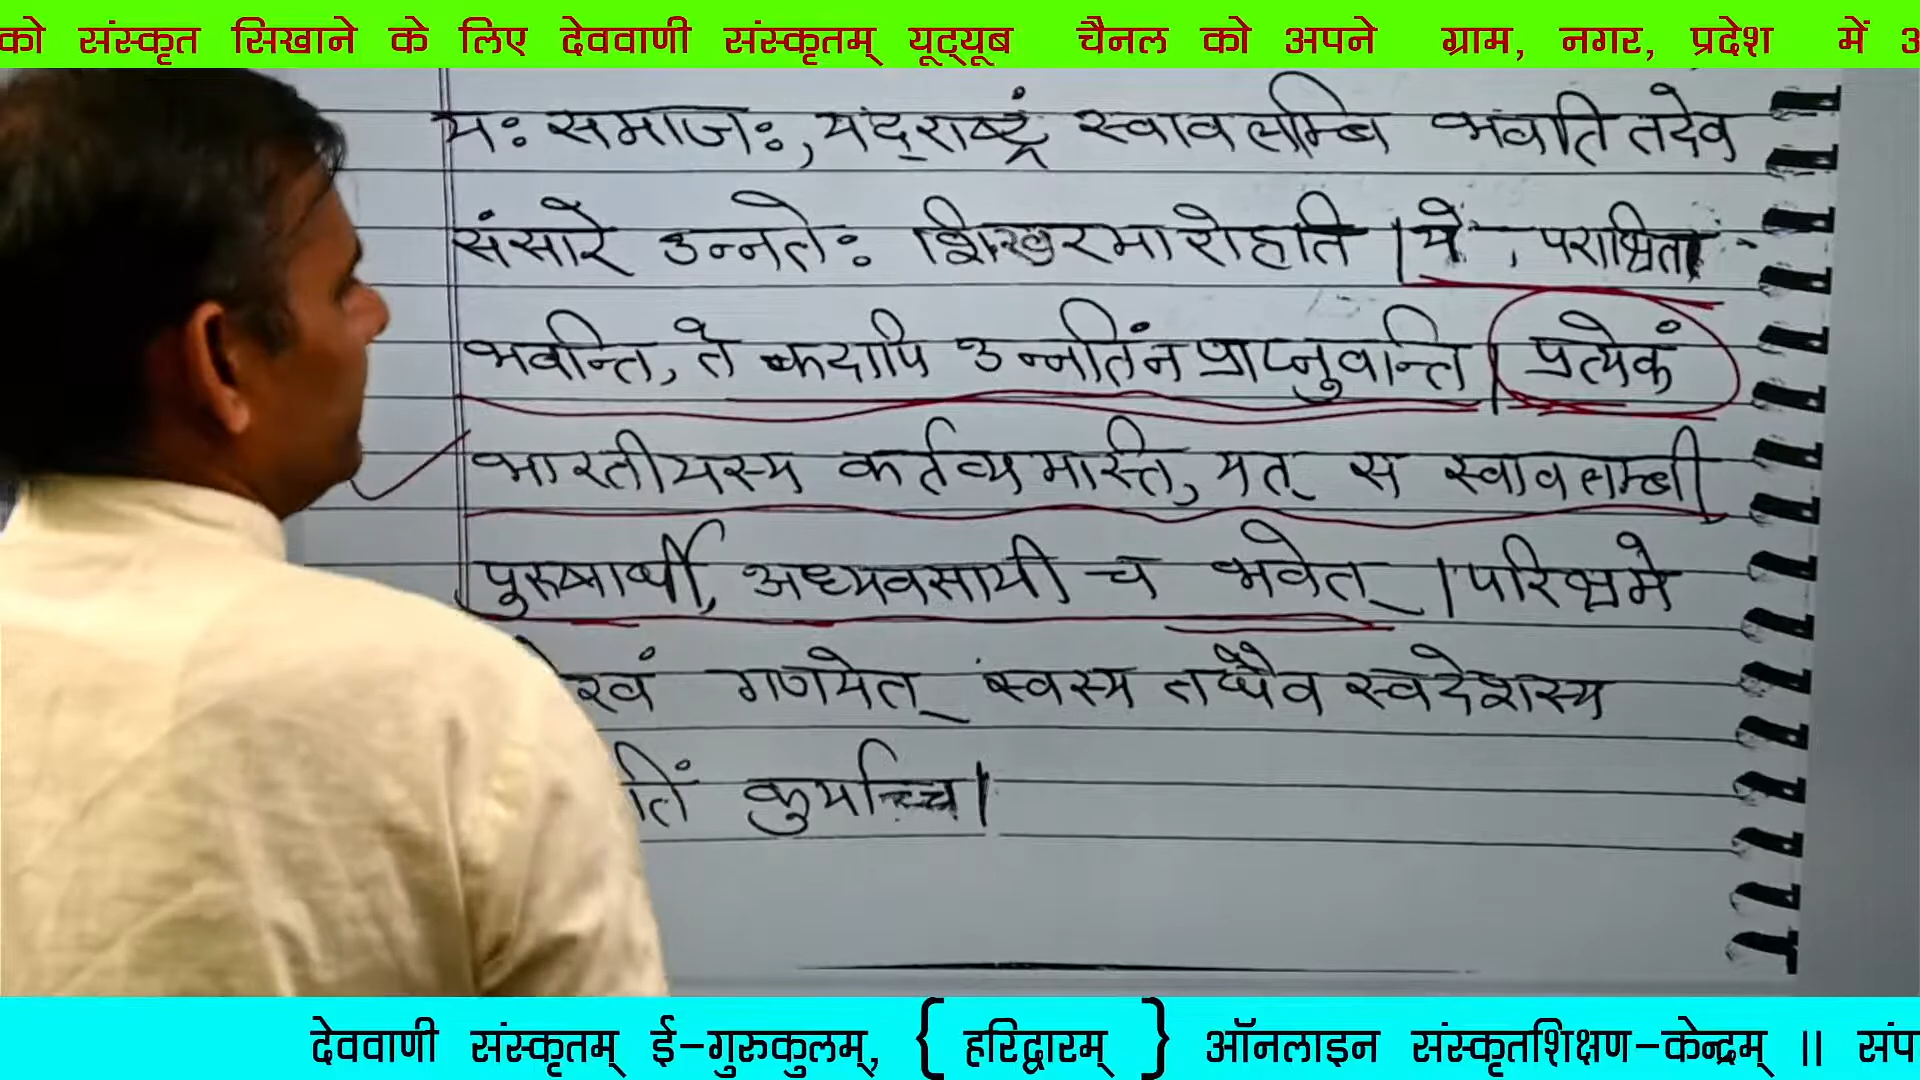 को संस्कृत सिखाने के लिए देववाणी संस्कृतम् यूट्यूब चैनल को अपने ग्राम, नगर, प्रदेश में
यः समाजः, यद्राष्ट्रं स्वावलम्बि भवति तदेव
संसारे उन्नतेः शिखरमारोहति | ये पराश्रिता
भवन्ति, ते कदापि उन्नतिं न प्राप्नुवन्ति | प्रत्येकं
भारतीयस्य कर्तव्यमस्ति, यत् स स्वावलम्बी
पुरुषार्थी, अध्यवसायी च भवेत् | परिश्रमे
रवं गणयेत् स्वस्य तथैव स्वदेशस्य
तिं कुर्याच्च |
देववाणी संस्कृतम् ई-गुरुकुलम्, { हरिद्वारम् } ऑनलाइन संस्कृतशिक्षण-केन्द्रम् || संप